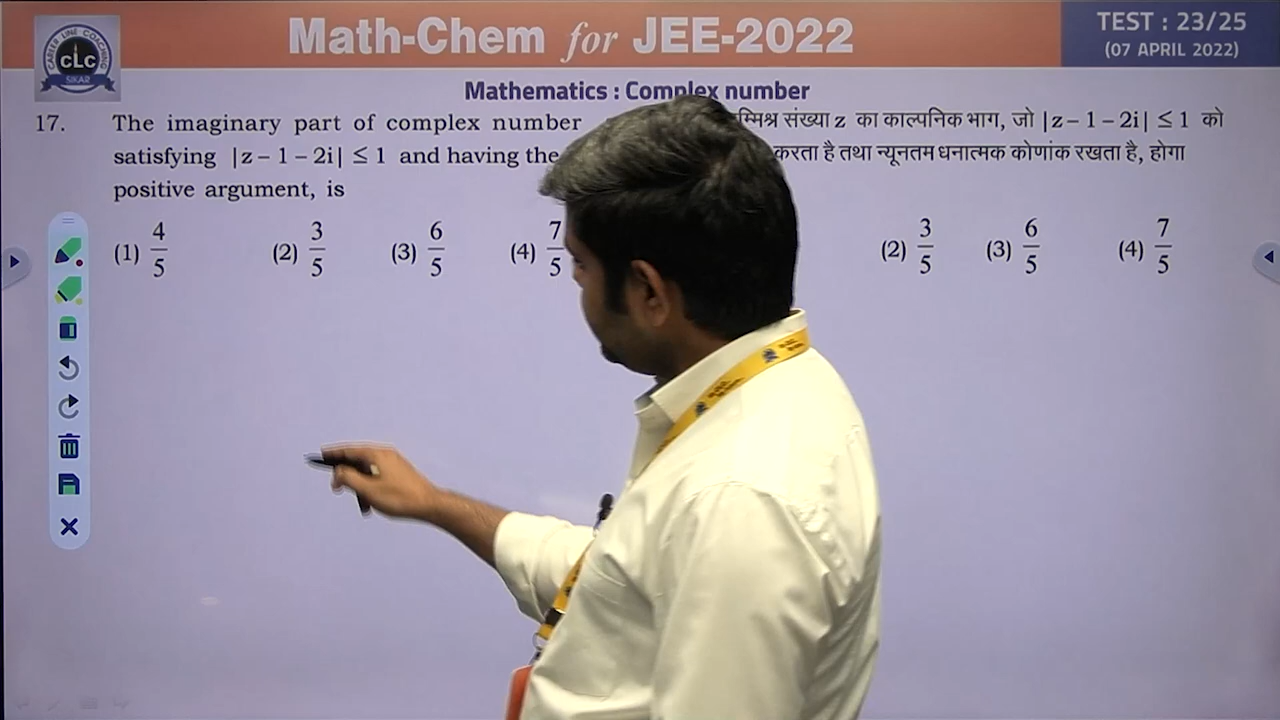 Math-Chem for JEE-2022
TEST : 23/25
(07 APRIL 2022)
CAREER LINE COACHING
CLC
SIKAR
Mathematics : Complex number
17. The imaginary part of complex number
satisfying |z – 1 – 2i| ≤ 1 and having the
positive argument, is
(1) 4/5 (2) 3/5 (3) 6/5 (4) 7/5
संख्या z का काल्पनिक भाग, जो |z – 1 – 2i| ≤ 1 को
करता है तथा न्यूनतम धनात्मक कोणांक रखता है, होगा
(2) 3/5 (3) 6/5 (4) 7/5